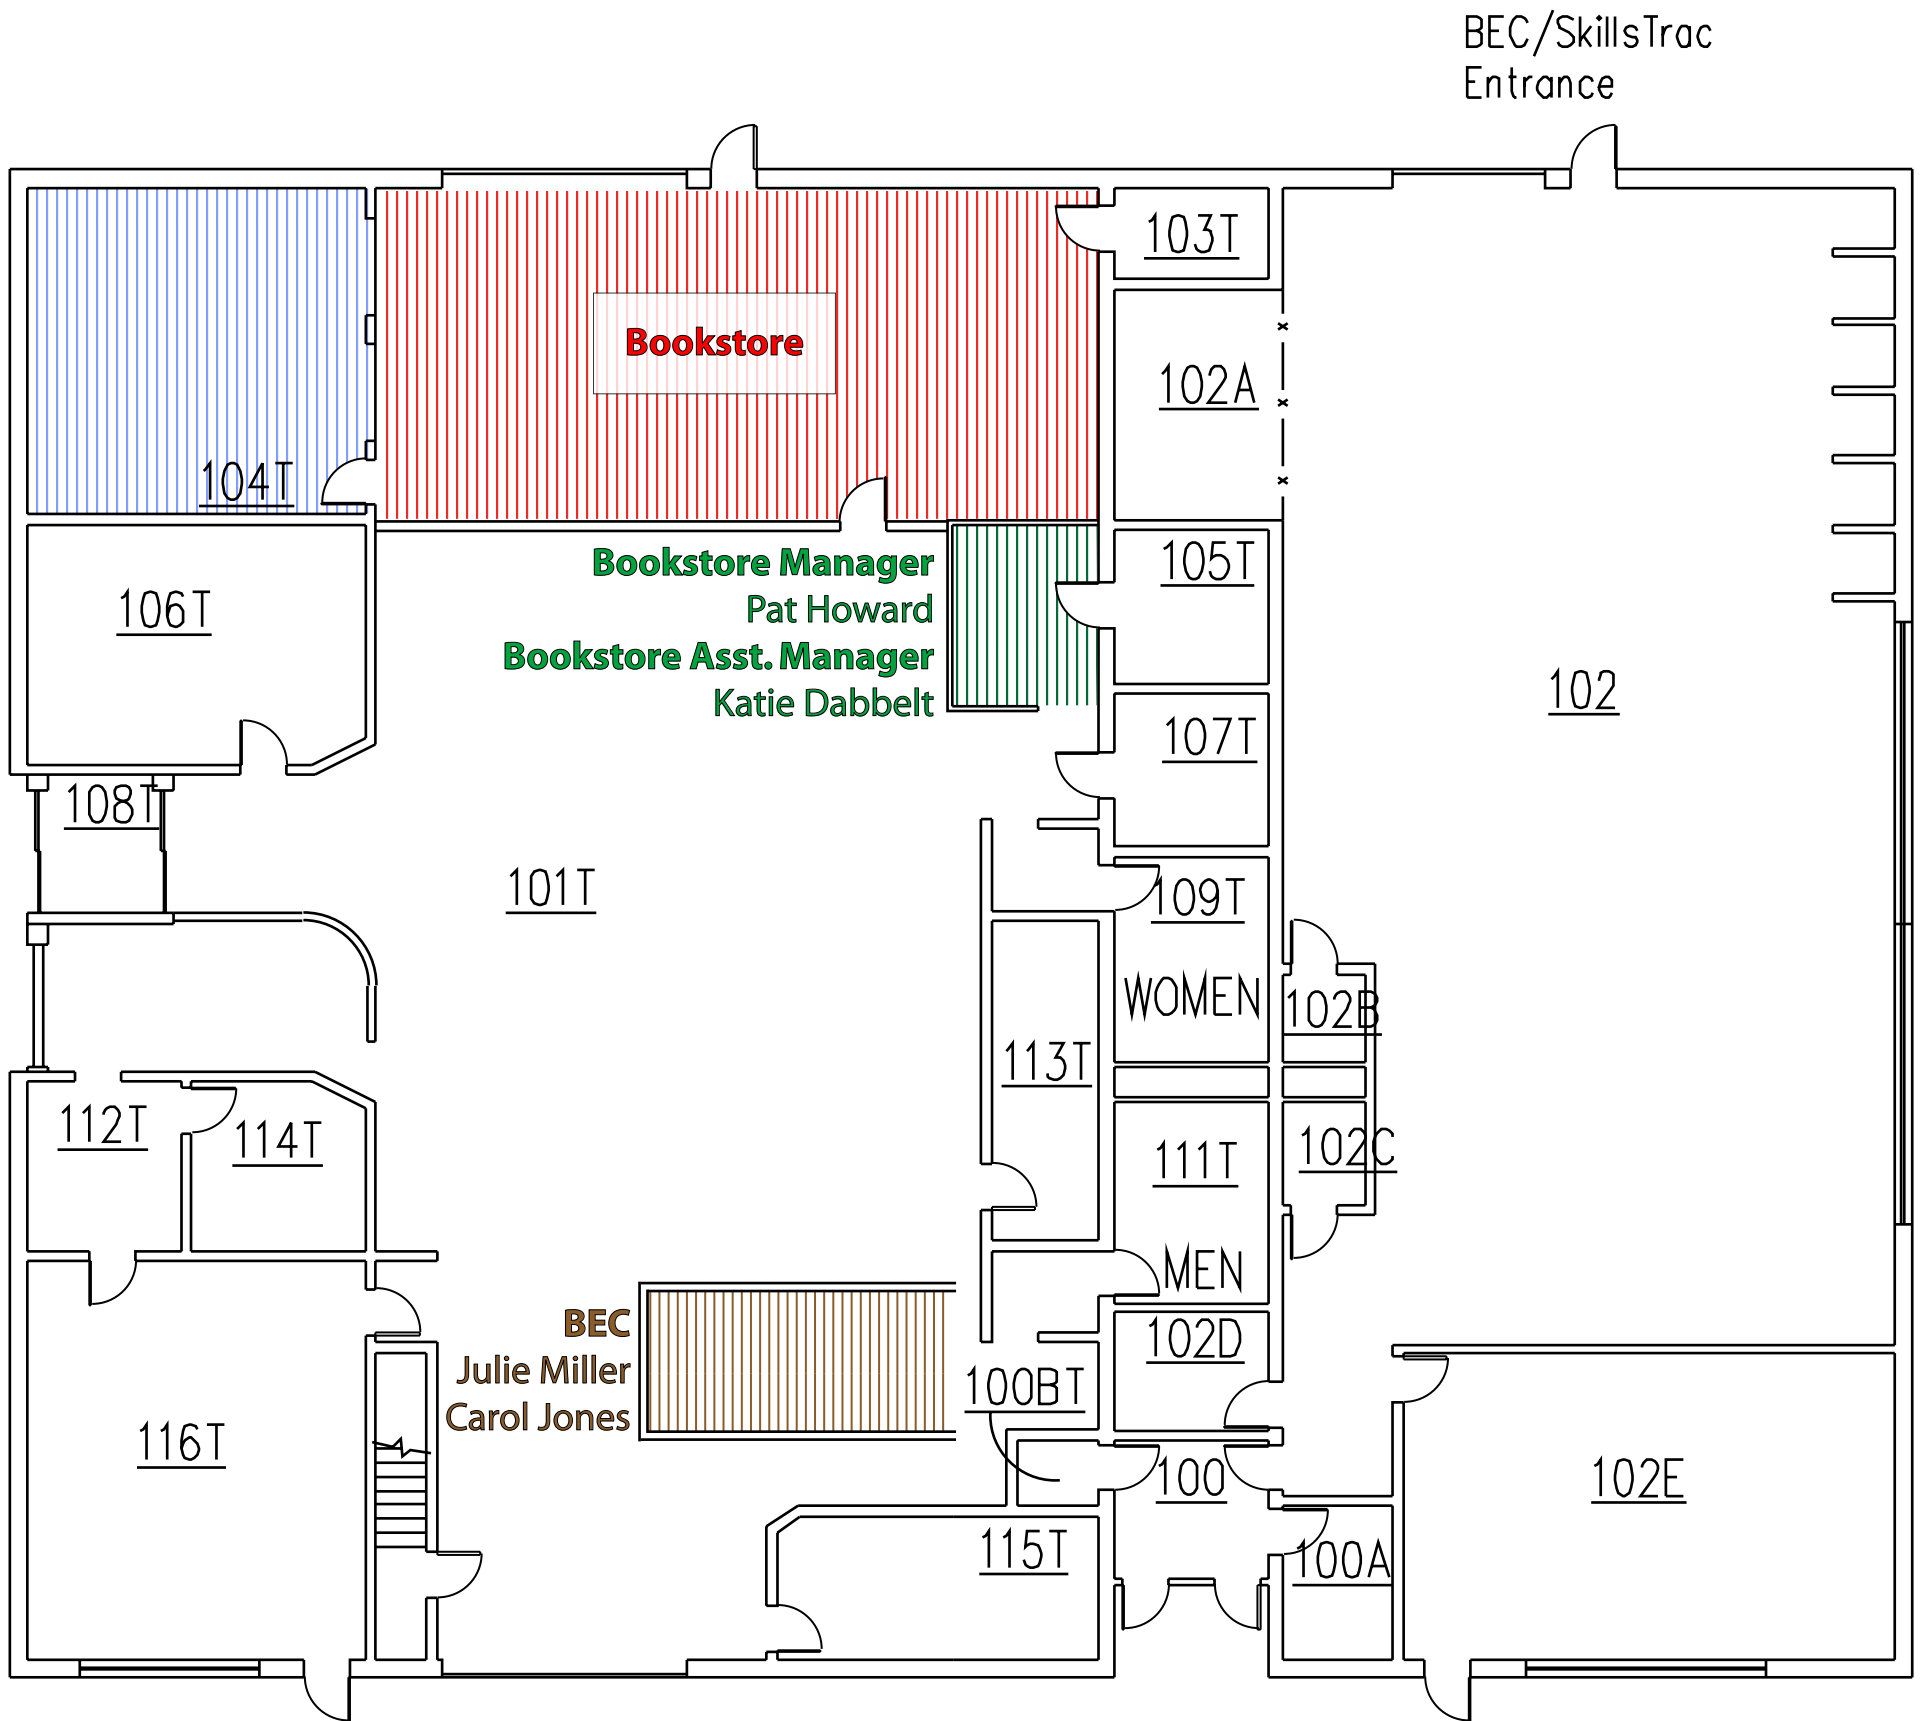 BEC/SkillsTrac
Entrance
103T
Bookstore
102A
104T
Bookstore Manager
105T
Pat Howard
106T
Bookstore Asst. Manager
Katie Dabbelt
102
107T
108T
101T
109T
WOMEN
102B
113T
112T
114T
102C
111T
MEN
BEC
102D
Julie Miller
100BT
Carol Jones
116T
100
102E
115T
100A